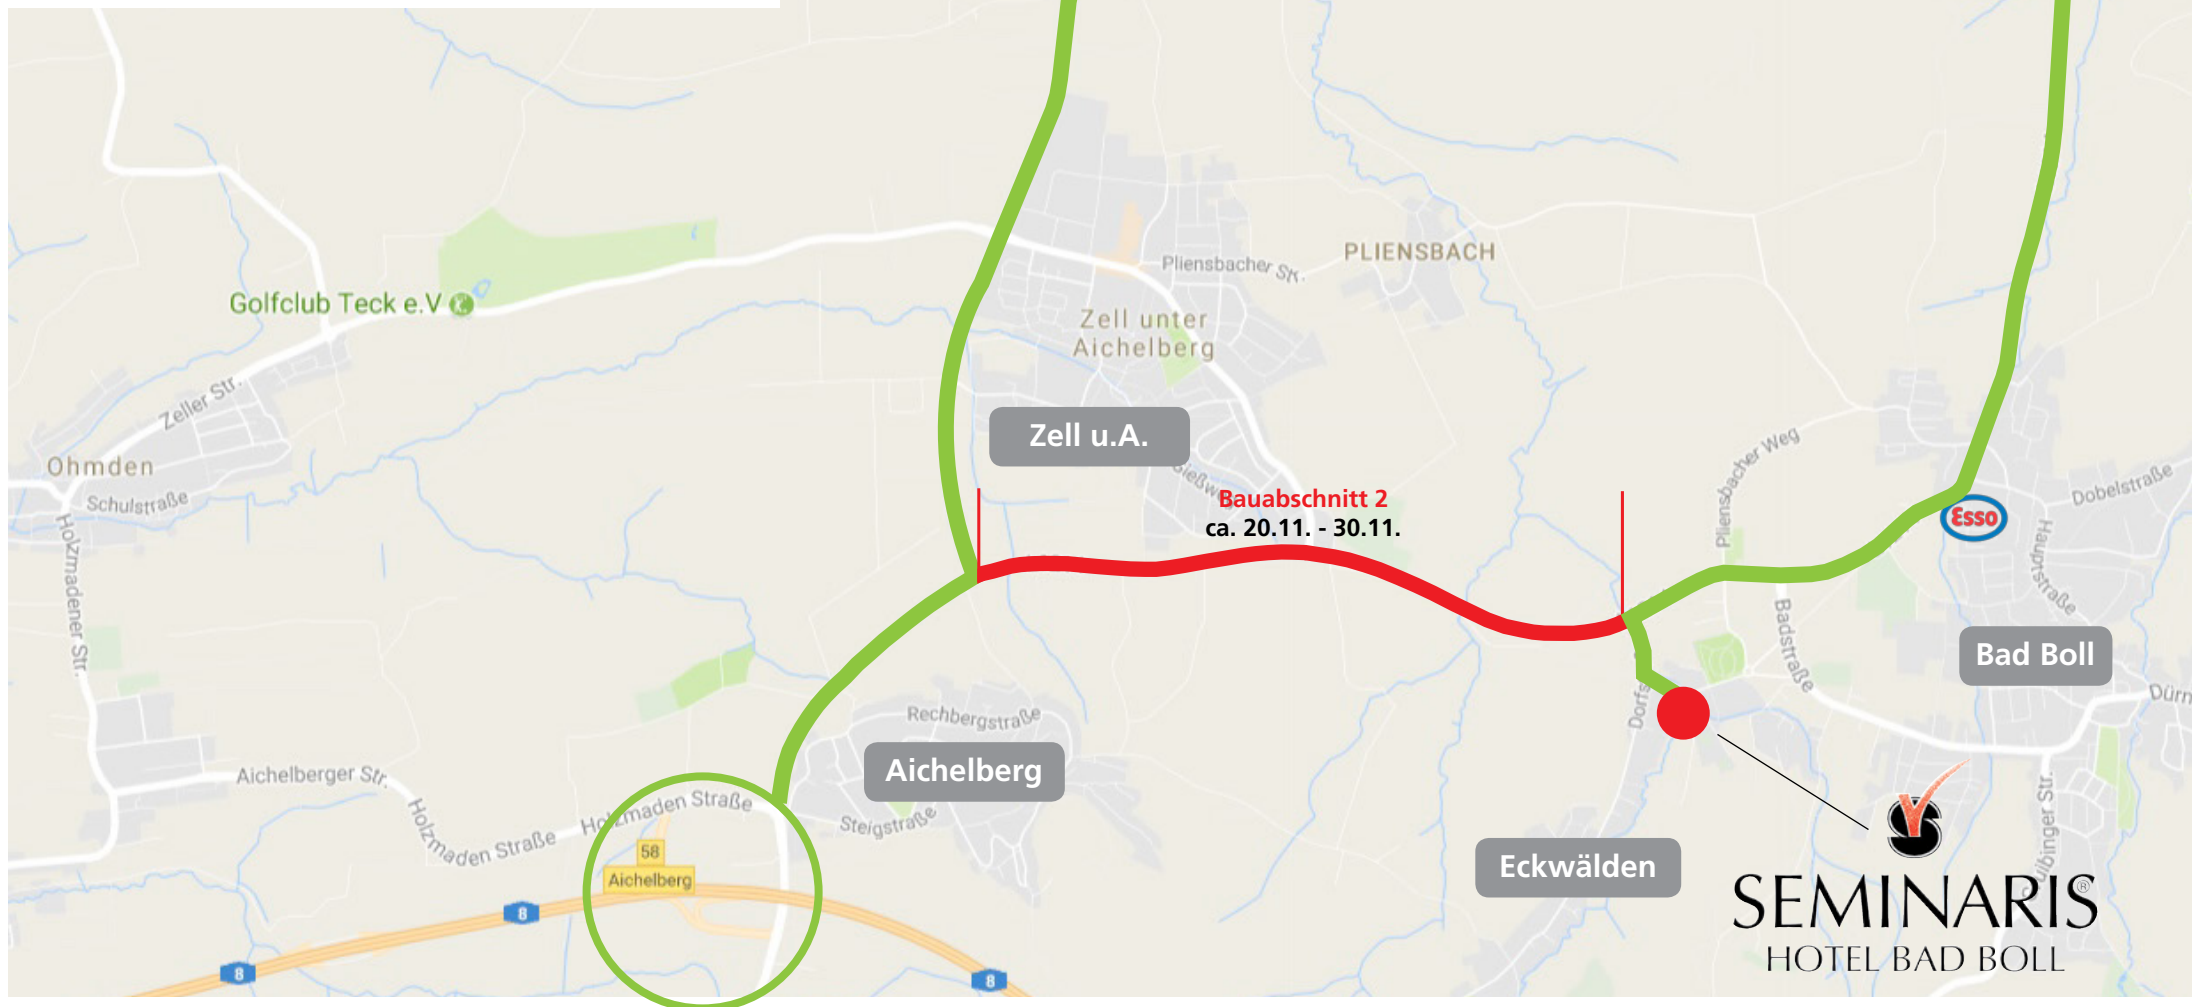 PLIENSBACH
Pliensbacher Str.
Golfclub Teck e.V
Zell unter
Aichelberg
Zeller Str.
Zell u.A.
Pliensbacher Weg
Ohmden
Schulstraße
Dobelstraße
Bauabschnitt 2
ca. 20.11. - 30.11.
Esso
Hauptstraße
Holzmadener Str.
Badstraße
Bad Boll
Dürn
Dorfs
Rechbergstraße
Aichelberg
Aichelberger Str.
Holzmaden Straße
Holzmaden Straße
Steigstraße
58
Aichelberg
Eckwälden
8
8
8
SEMINARIS®
HOTEL BAD BOLL